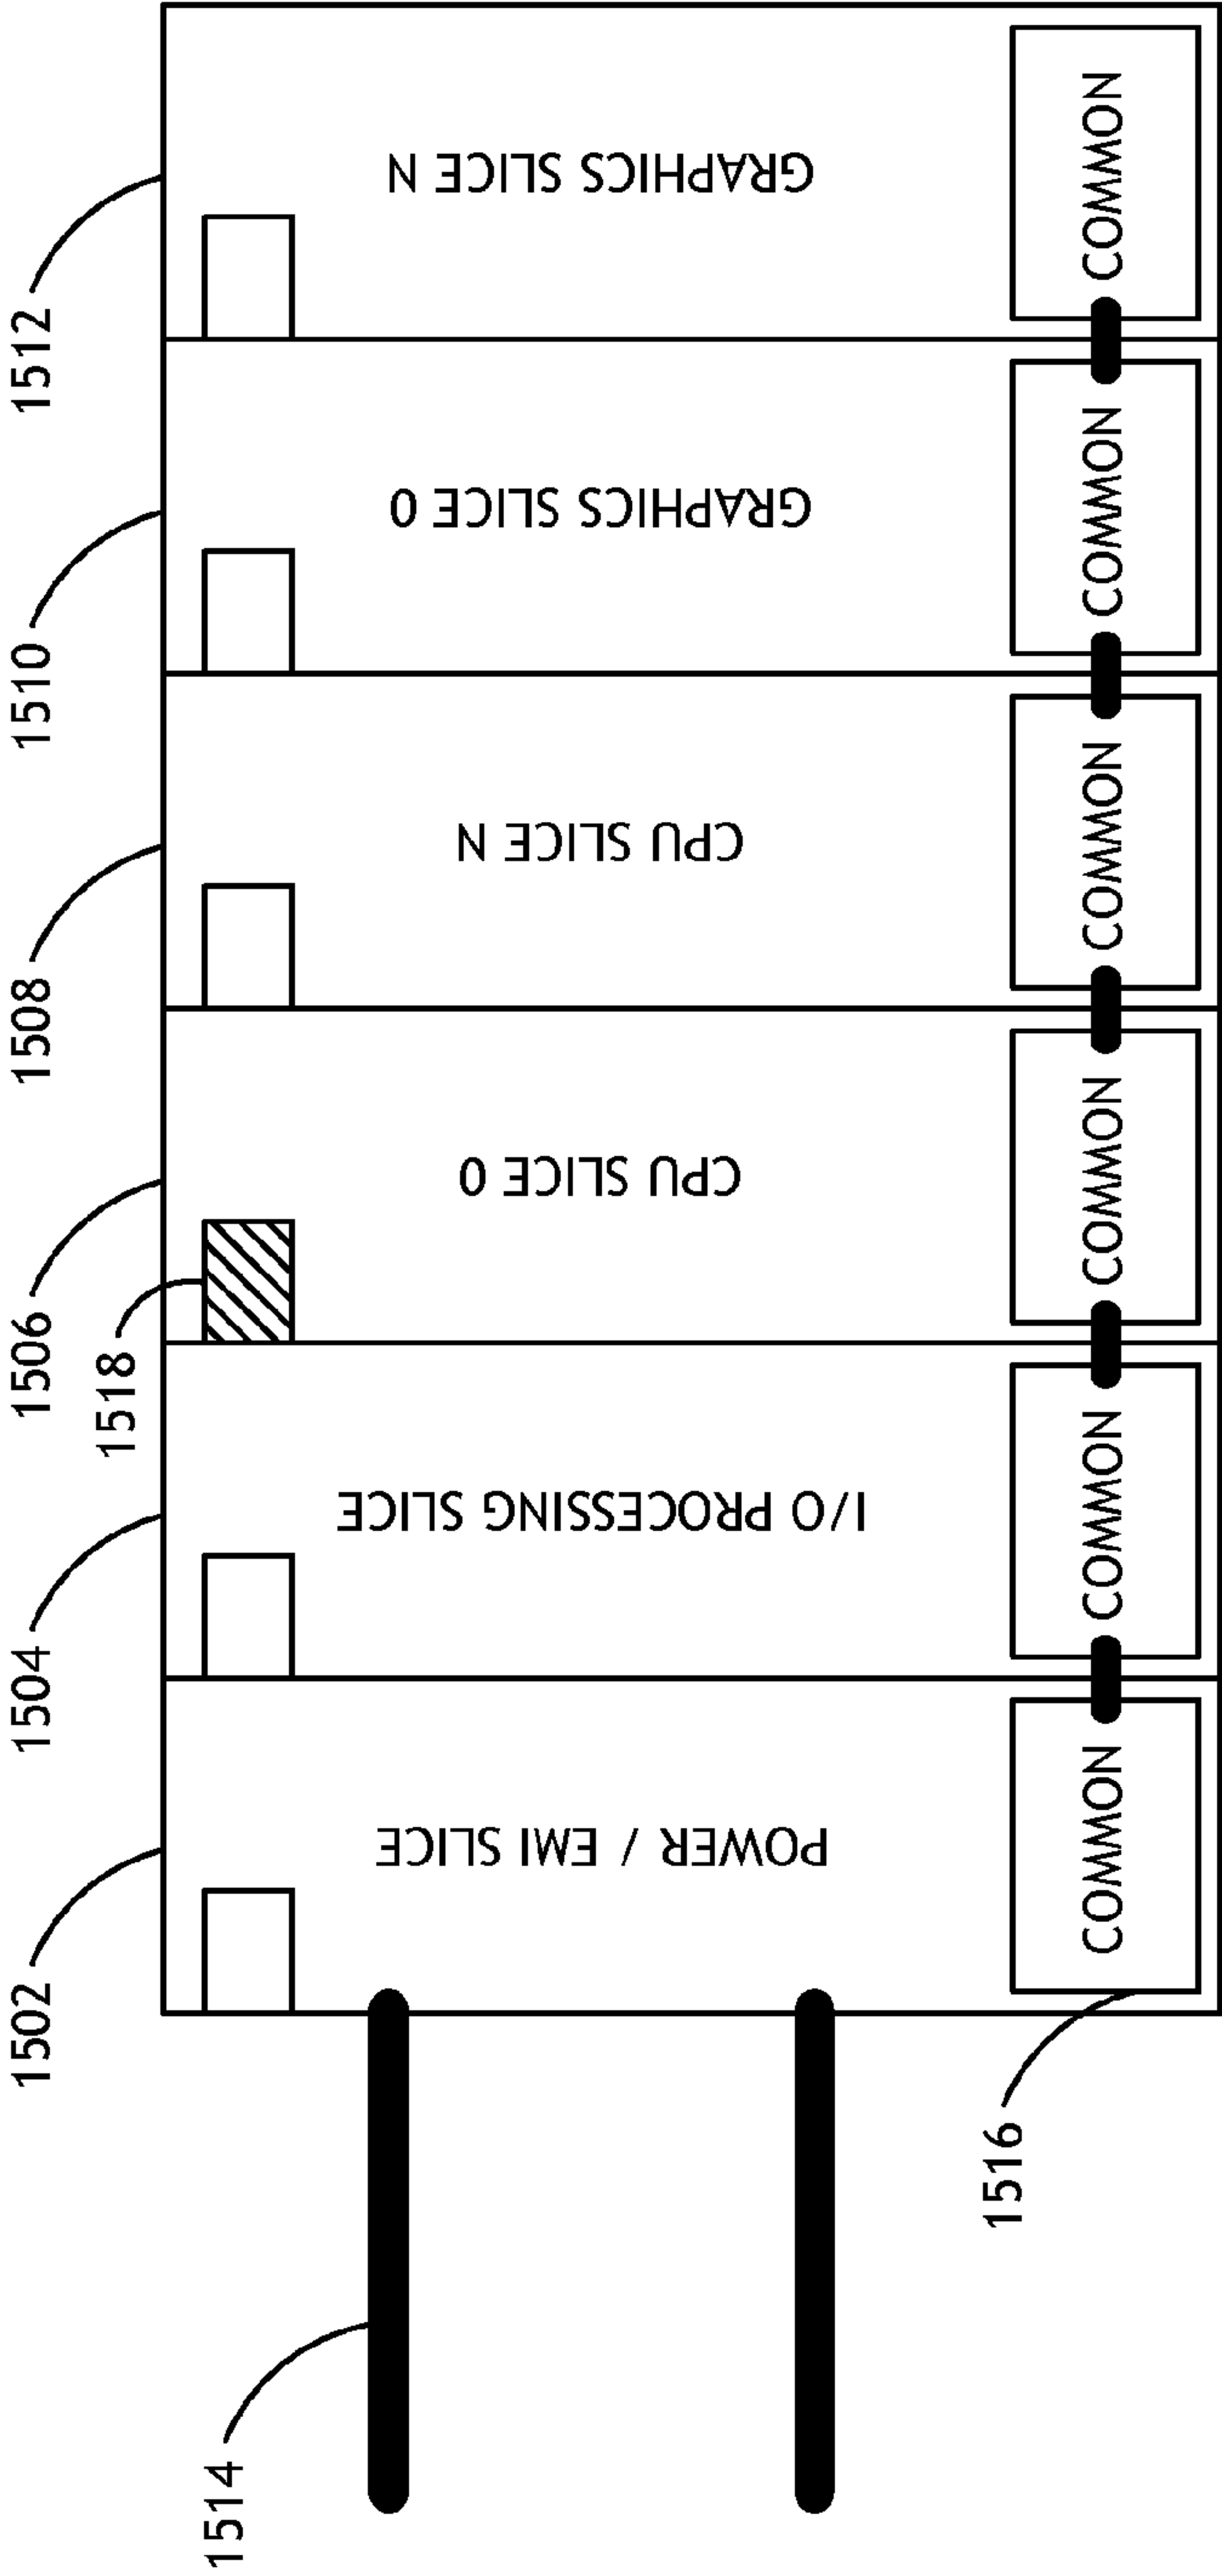 1502
1504
1506
1508
1510
1512
1518
1514
1516
POWER / EMI SLICE
I/O PROCESSING SLICE
CPU SLICE 0
CPU SLICE N
GRAPHICS SLICE 0
GRAPHICS SLICE N
COMMON
COMMON
COMMON
COMMON
COMMON
COMMON